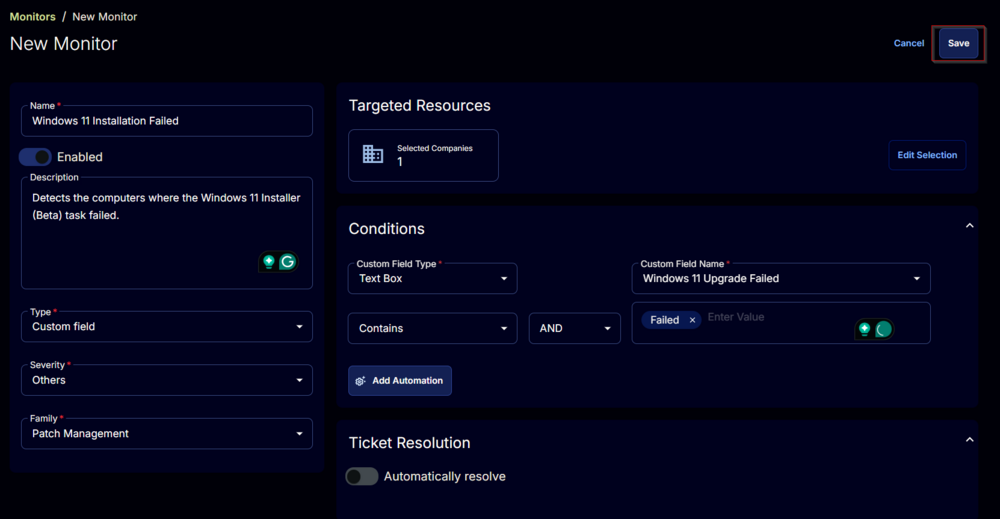 Monitors / New Monitor
New Monitor
Cancel
Save
Name *
Windows 11 Installation Failed
Enabled
Description
Detects the computers where the Windows 11 Installer
(Beta) task failed.
Type *
Custom field
Severity *
Others
Family *
Patch Management
Targeted Resources
Selected Companies
1
Edit Selection
Conditions
Custom Field Type *
Text Box
Custom Field Name *
Windows 11 Upgrade Failed
Contains
AND
Failed ×
Enter Value
Add Automation
Ticket Resolution
Automatically resolve